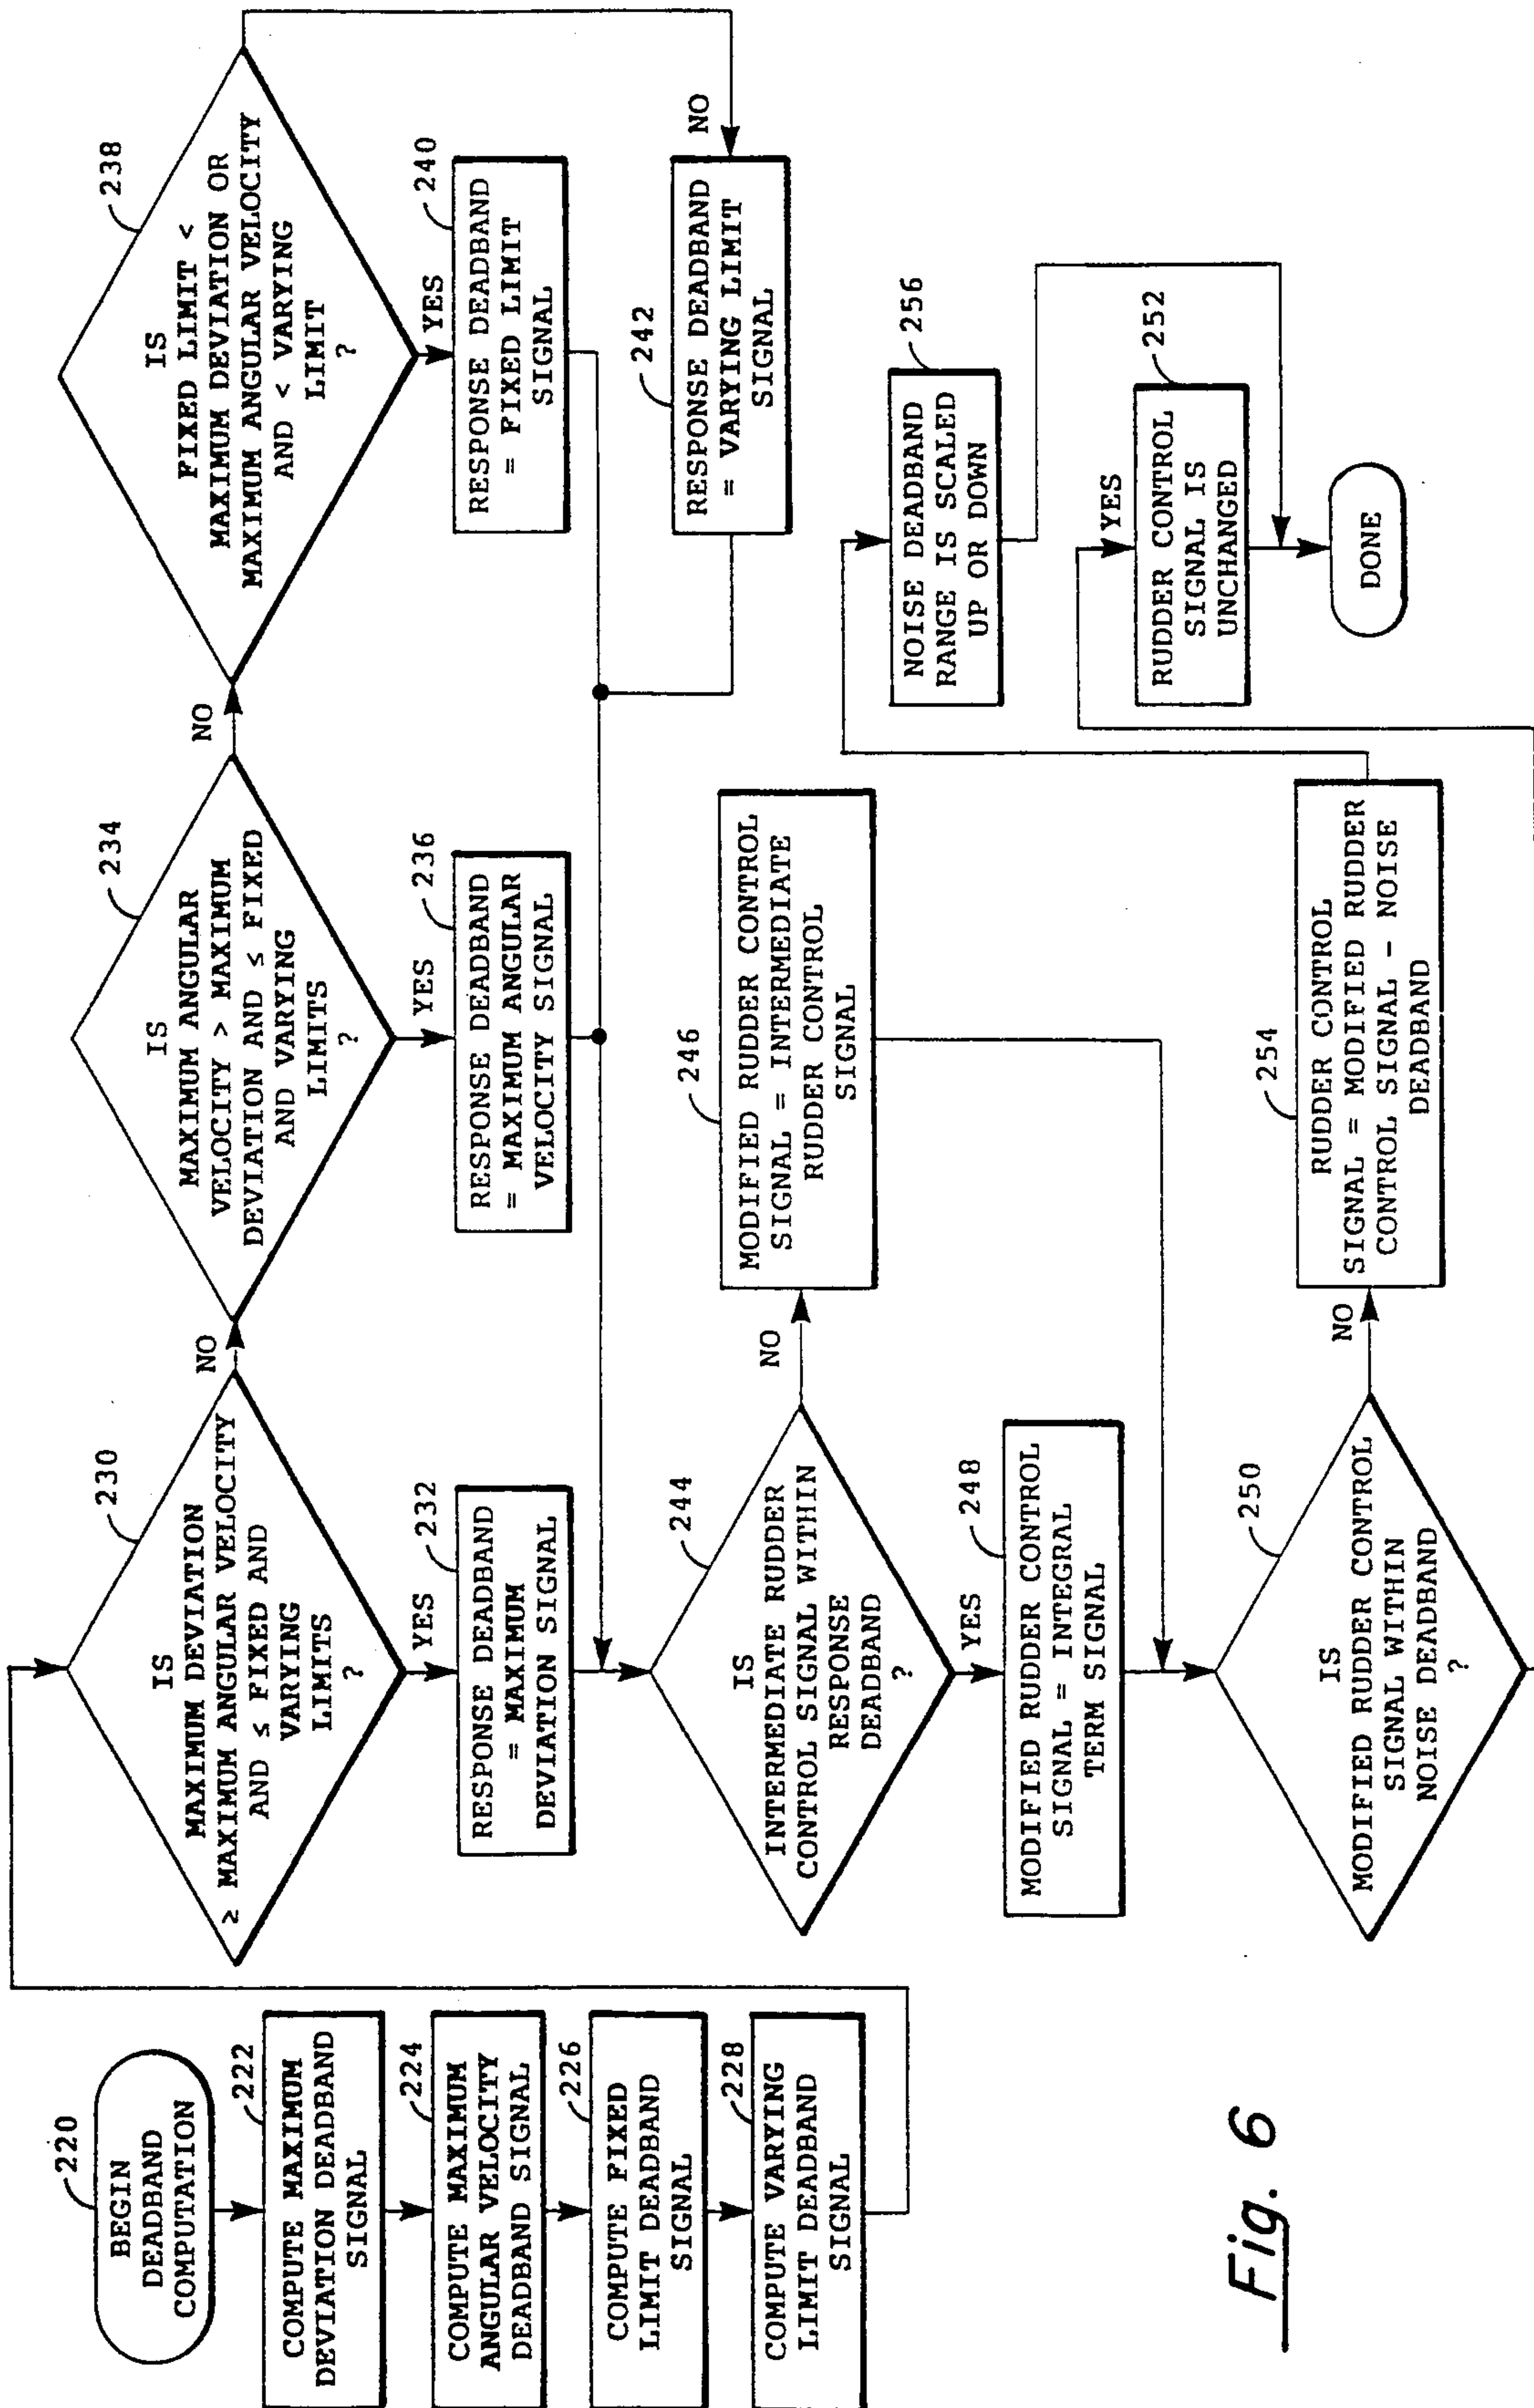 220
BEGIN
DEADBAND
COMPUTATION
222
COMPUTE MAXIMUM
DEVIATION DEADBAND
SIGNAL
224
COMPUTE MAXIMUM
ANGULAR VELOCITY
DEADBAND SIGNAL
226
COMPUTE FIXED
LIMIT DEADBAND
SIGNAL
228
COMPUTE VARYING
LIMIT DEADBAND
SIGNAL
230
IS
MAXIMUM DEVIATION
≥ MAXIMUM ANGULAR VELOCITY
AND ≤ FIXED AND
VARYING
LIMITS
?
NO
YES
232
RESPONSE DEADBAND
= MAXIMUM
DEVIATION SIGNAL
234
IS
MAXIMUM ANGULAR
VELOCITY > MAXIMUM
DEVIATION AND ≤ FIXED
AND VARYING
LIMITS
?
NO
YES
236
RESPONSE DEADBAND
= MAXIMUM ANGULAR
VELOCITY SIGNAL
238
IS
FIXED LIMIT <
MAXIMUM DEVIATION OR
MAXIMUM ANGULAR VELOCITY
AND < VARYING
LIMIT
?
YES
240
RESPONSE DEADBAND
= FIXED LIMIT
SIGNAL
NO
242
RESPONSE DEADBAND
= VARYING LIMIT
SIGNAL
244
IS
INTERMEDIATE RUDDER
CONTROL SIGNAL WITHIN
RESPONSE
DEADBAND
?
NO
YES
246
MODIFIED RUDDER CONTROL
SIGNAL = INTERMEDIATE
RUDDER CONTROL
SIGNAL
248
MODIFIED RUDDER CONTROL
SIGNAL = INTEGRAL
TERM SIGNAL
250
IS
MODIFIED RUDDER CONTROL
SIGNAL WITHIN
NOISE DEADBAND
?
NO
254
RUDDER CONTROL
SIGNAL = MODIFIED RUDDER
CONTROL SIGNAL - NOISE
DEADBAND
256
NOISE DEADBAND
RANGE IS SCALED
UP OR DOWN
YES
252
RUDDER CONTROL
SIGNAL IS
UNCHANGED
DONE
Fig. 6